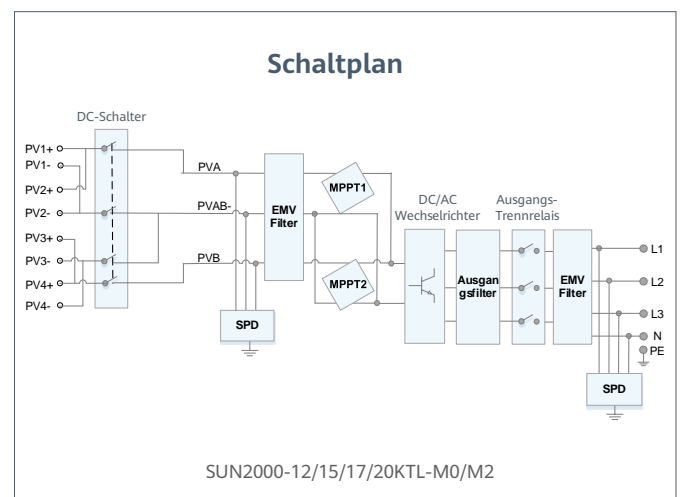 Schaltplan
DC-Schalter
PV1+
PV1-
PV2+
PV2-
PV3+
PV3-
PV4+
PV4-
PVA
PVAB-
PVB
EMV
Filter
SPD
MPPT1
MPPT2
DC/AC
Wechselrichter
Ausgan
gsfilter
Ausgangs-
Trennrelais
EMV
Filter
L1
L2
L3
N
PE
SPD
SUN2000-12/15/17/20KTL-M0/M2